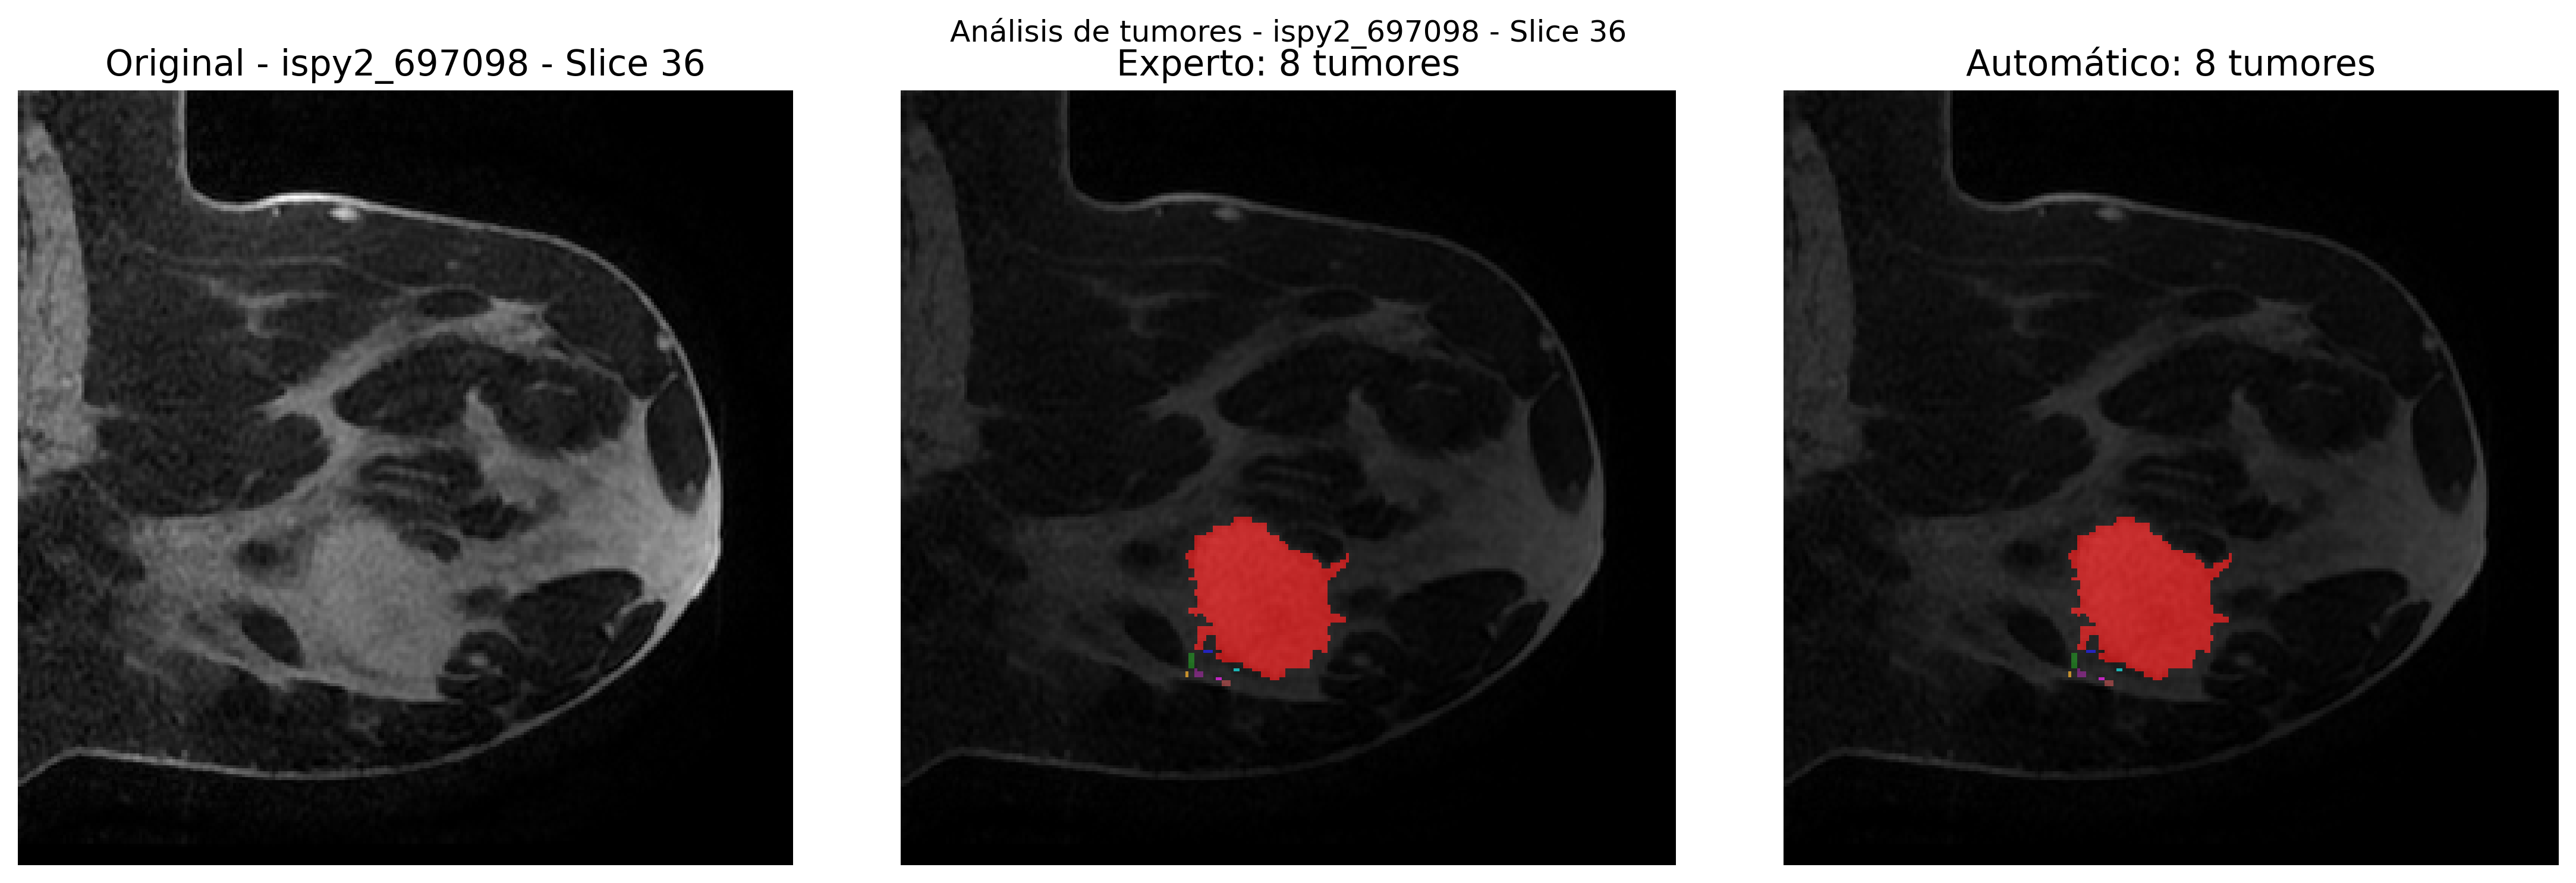 Análisis de tumores - ispy2_697098 - Slice 36
Original - ispy2_697098 - Slice 36
Experto: 8 tumores
Automático: 8 tumores